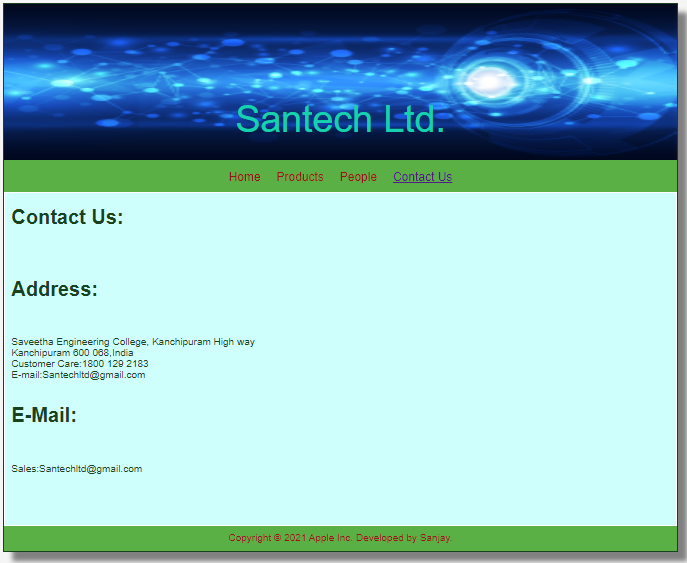 Santech Ltd.
Home Products People Contact Us
Contact Us:
Address:
Saveetha Engineering College, Kanchipuram High way
Kanchipuram 600 068,India
Customer Care:1800 129 2183
E-mail:Santechltd@gmail.com
E-Mail:
Sales:Santechltd@gmail.com
Copyright © 2021 Apple Inc. Developed by Sanjay.